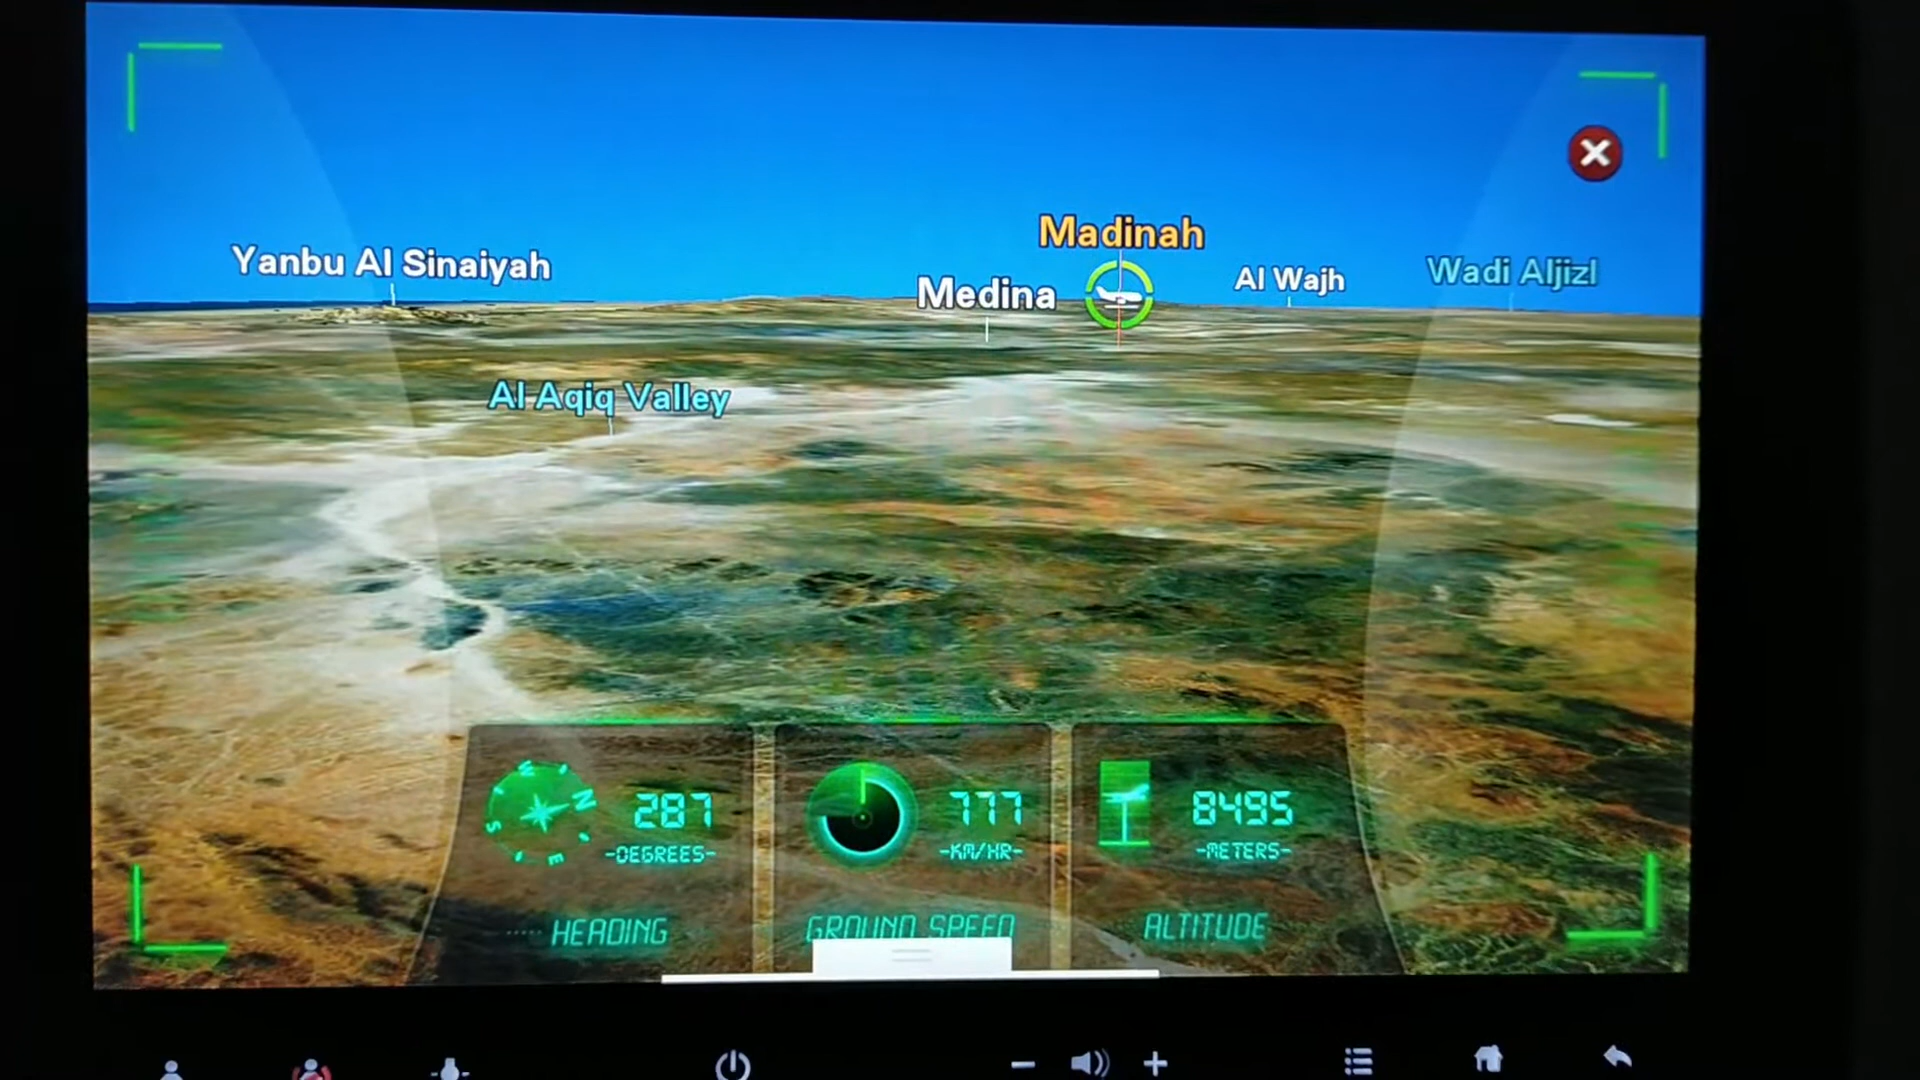 Madinah
Yanbu Al Sinaiyah
Medina
Al Wajh
Wadi Aljizl
Al Aqiq Valley
N
N
S
E
287
-DEGREES-
HEADING
777
-KM/HR-
GROUND SPEED
8495
-METERS-
ALTITUDE